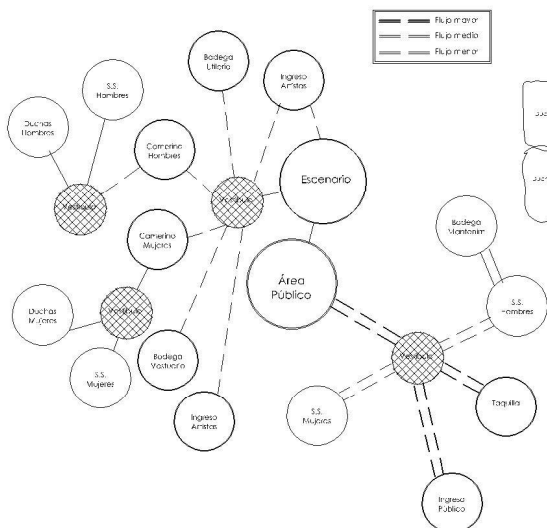 Flujo mayor
Flujo medio
Flujo menor
Bodega
Utilería
Ingreso
Artistas
S.S.
Hombres
Duchas
Hombres
Camerino
Hombres
Escenario
Vestíbulo
Vestíbulo
Camerino
Mujeres
Bodega
Mantenim
Área
Público
Duchas
Mujeres
Vestíbulo
S.S.
Hombres
Bodega
Vestuario
S.S.
Mujeres
Vestíbulo
Ingreso
Artistas
S.S.
Mujeres
Taquilla
Ingreso
Público